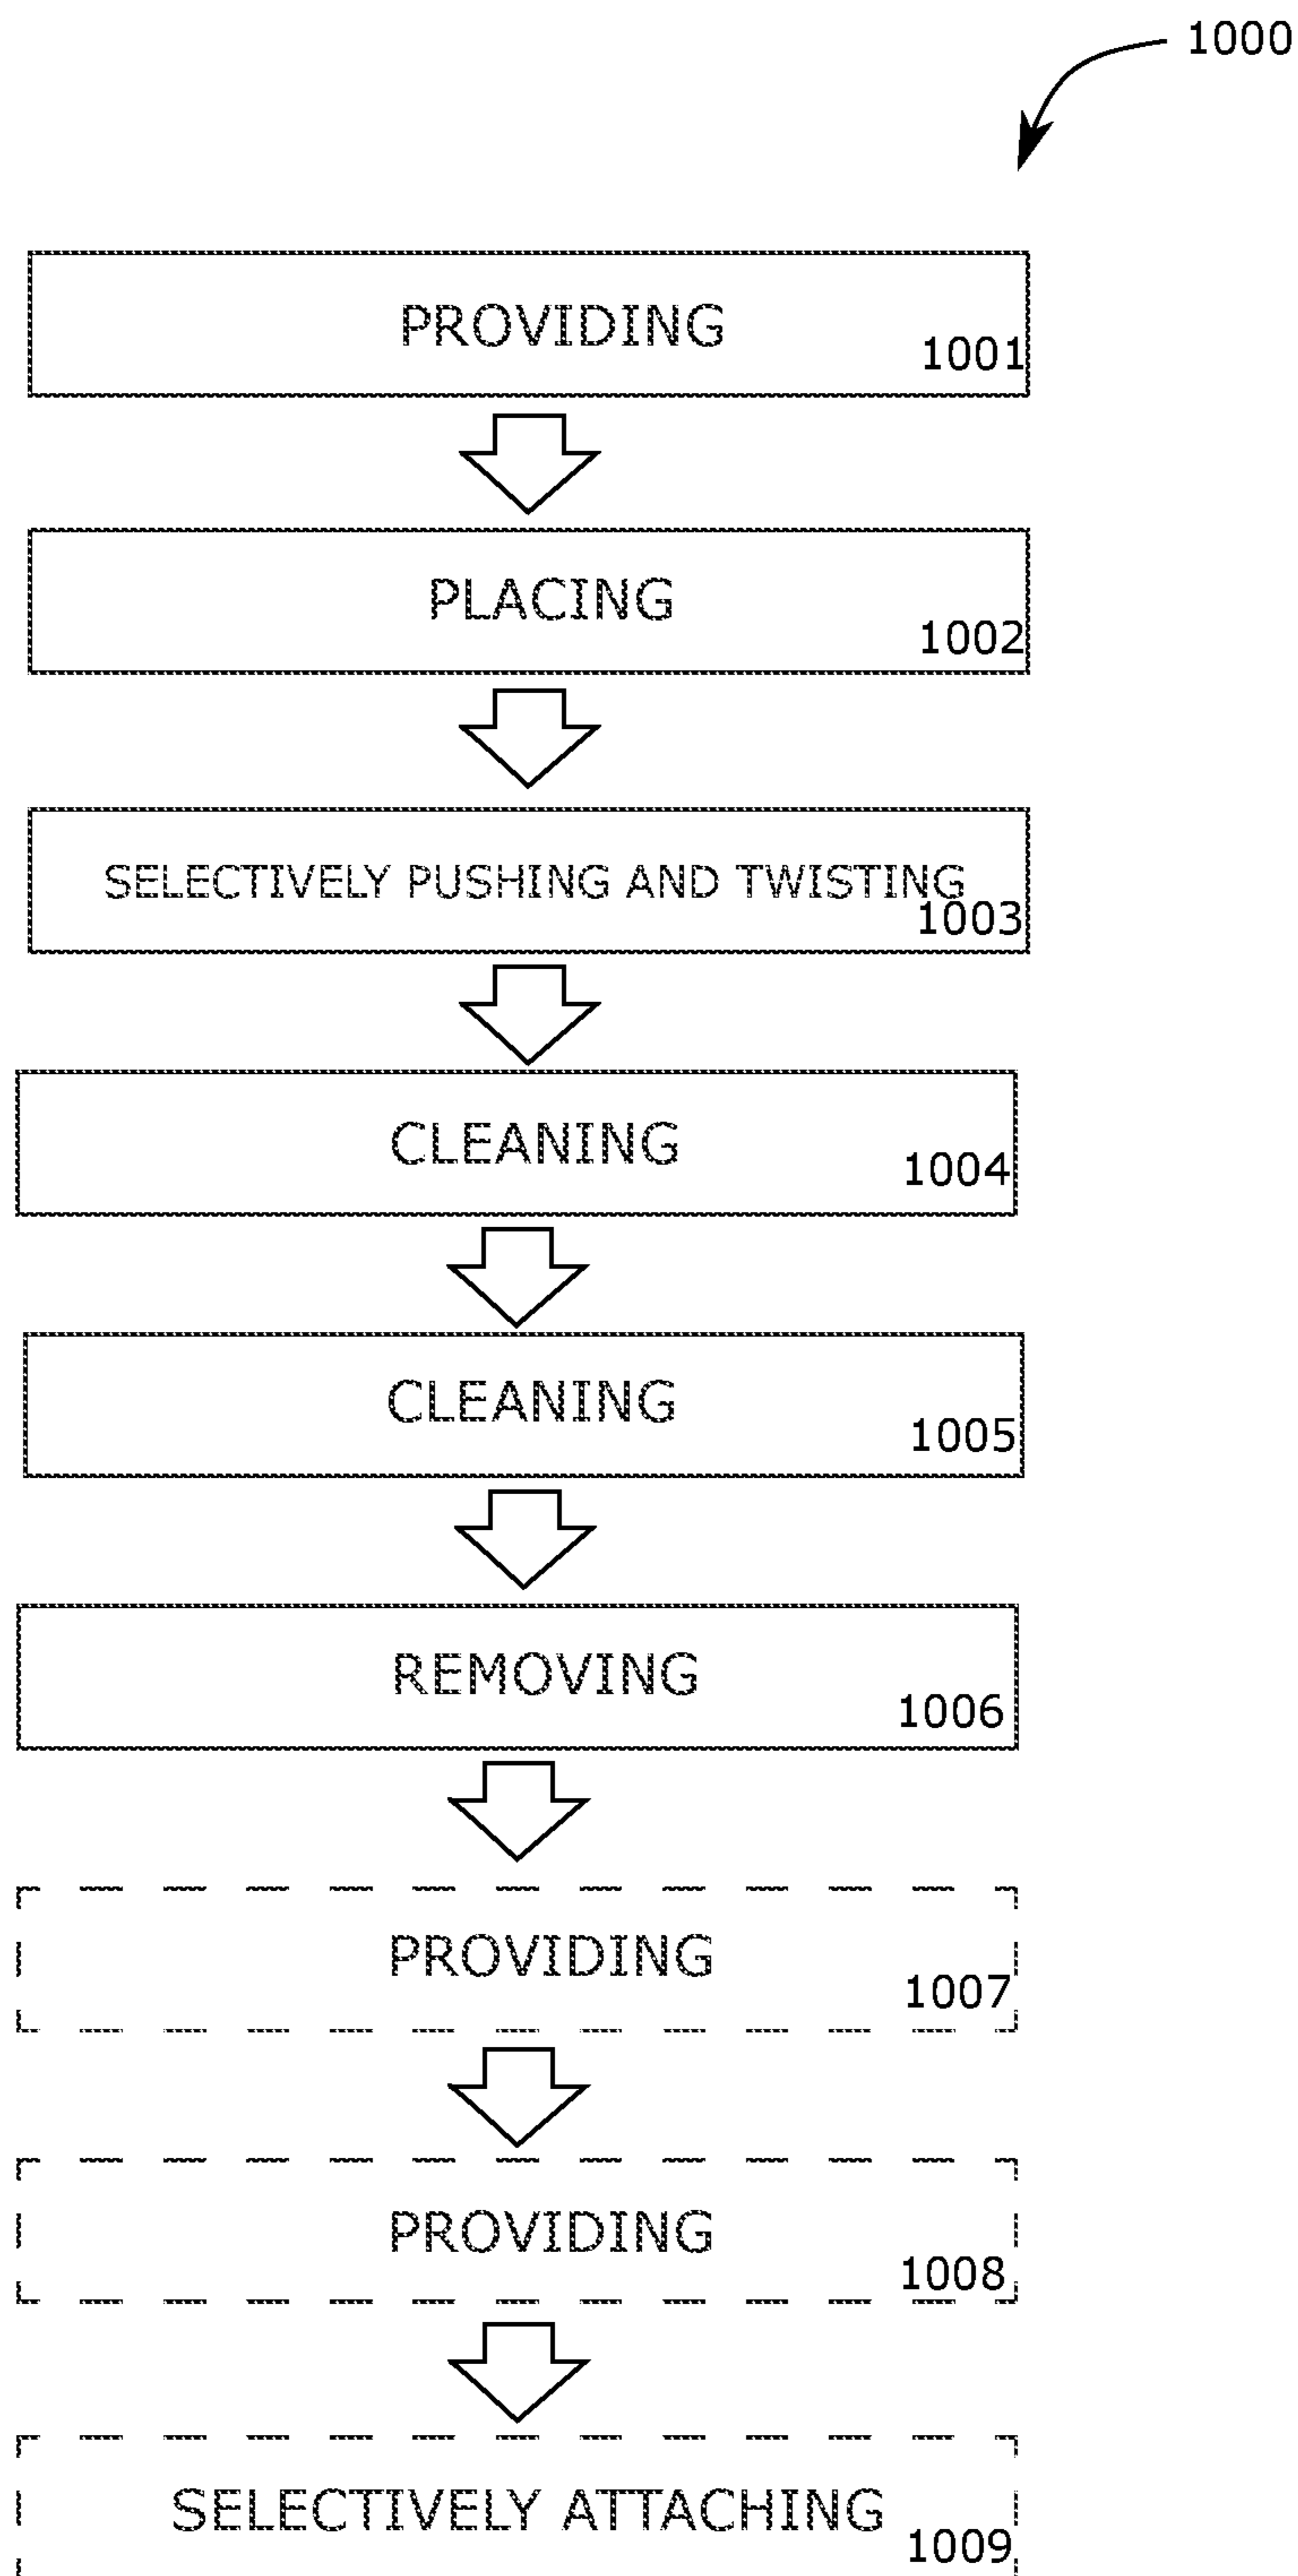 1000
PROVIDING
1001
PLACING
1002
SELECTIVELY PUSHING AND TWISTING
1003
CLEANING
1004
CLEANING
1005
REMOVING
1006
PROVIDING
1007
PROVIDING
1008
SELECTIVELY ATTACHING
1009